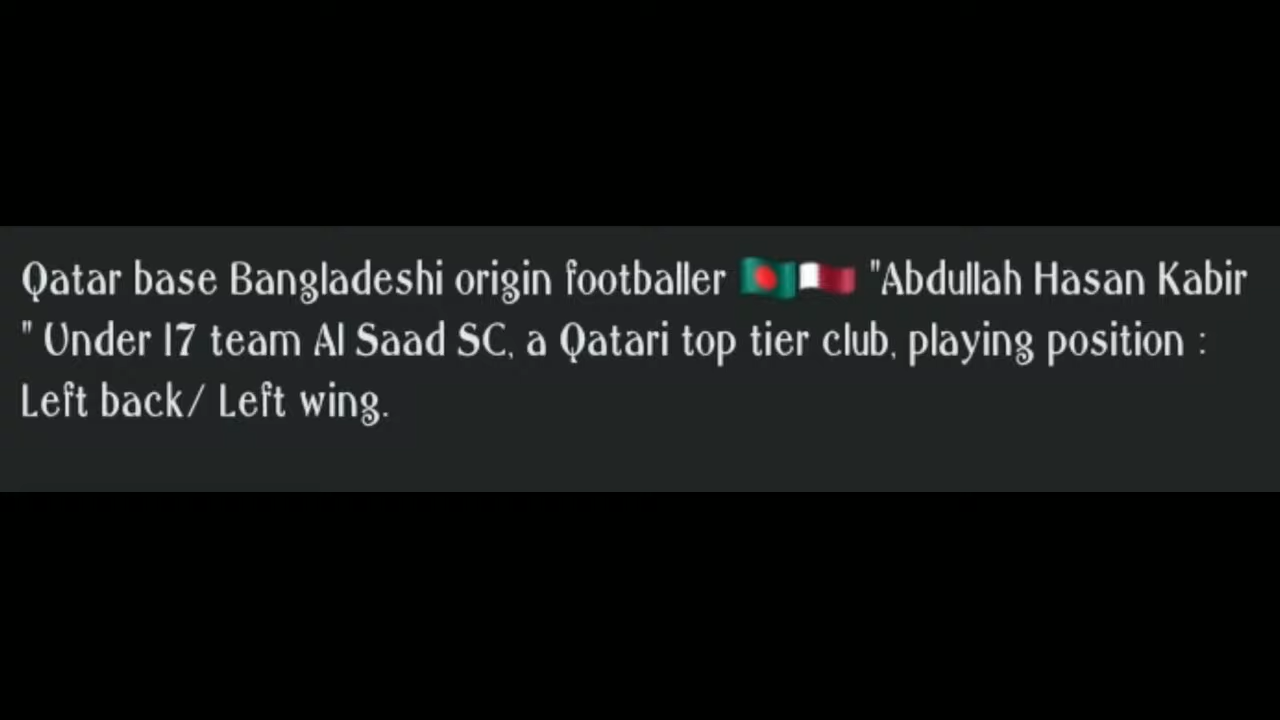 Qatar base Bangladeshi origin footballer 🇧🇩🇶🇦 "Abdullah Hasan Kabir
" Under 17 team Al Saad SC, a Qatari top tier club, playing position :
Left back/ Left wing.